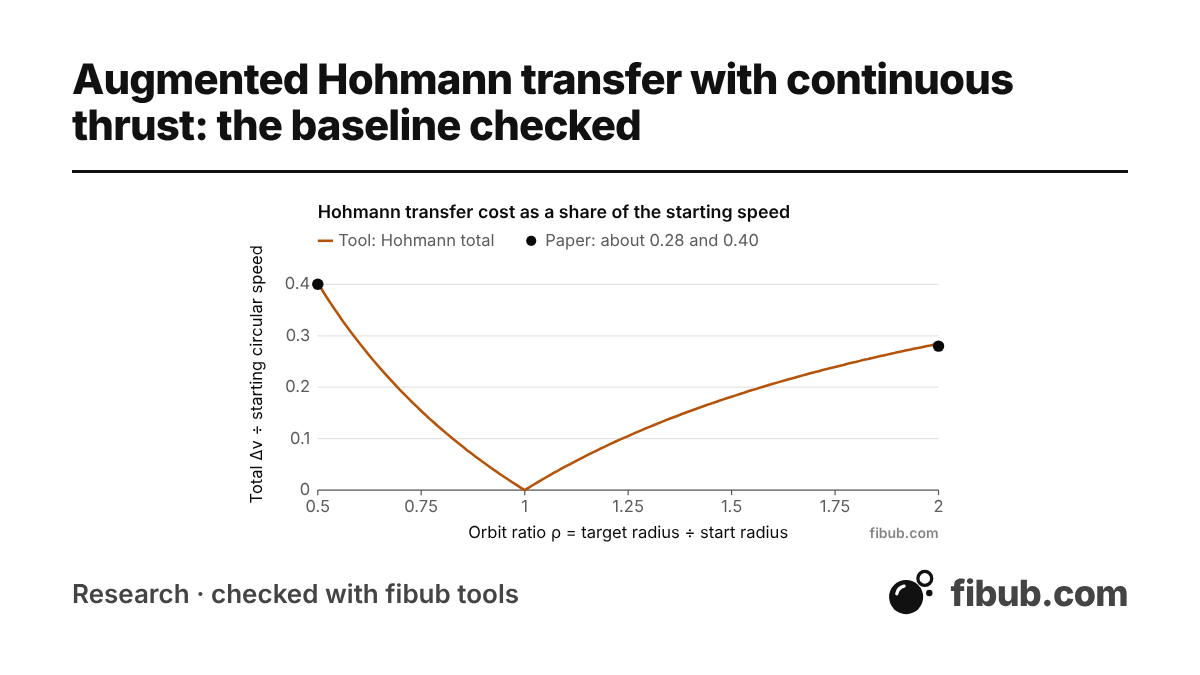 Augmented Hohmann transfer with continuous
thrust: the baseline checked
Hohmann transfer cost as a share of the starting speed
Tool: Hohmann total
Paper: about 0.28 and 0.40
Total Δv ÷ starting circular speed
0.4
0.3
0.2
0.1
0
0.5 0.75 1 1.25 1.5 1.75 2
Orbit ratio ρ = target radius ÷ start radius
fibub.com
Research · checked with fibub tools
fibub.com